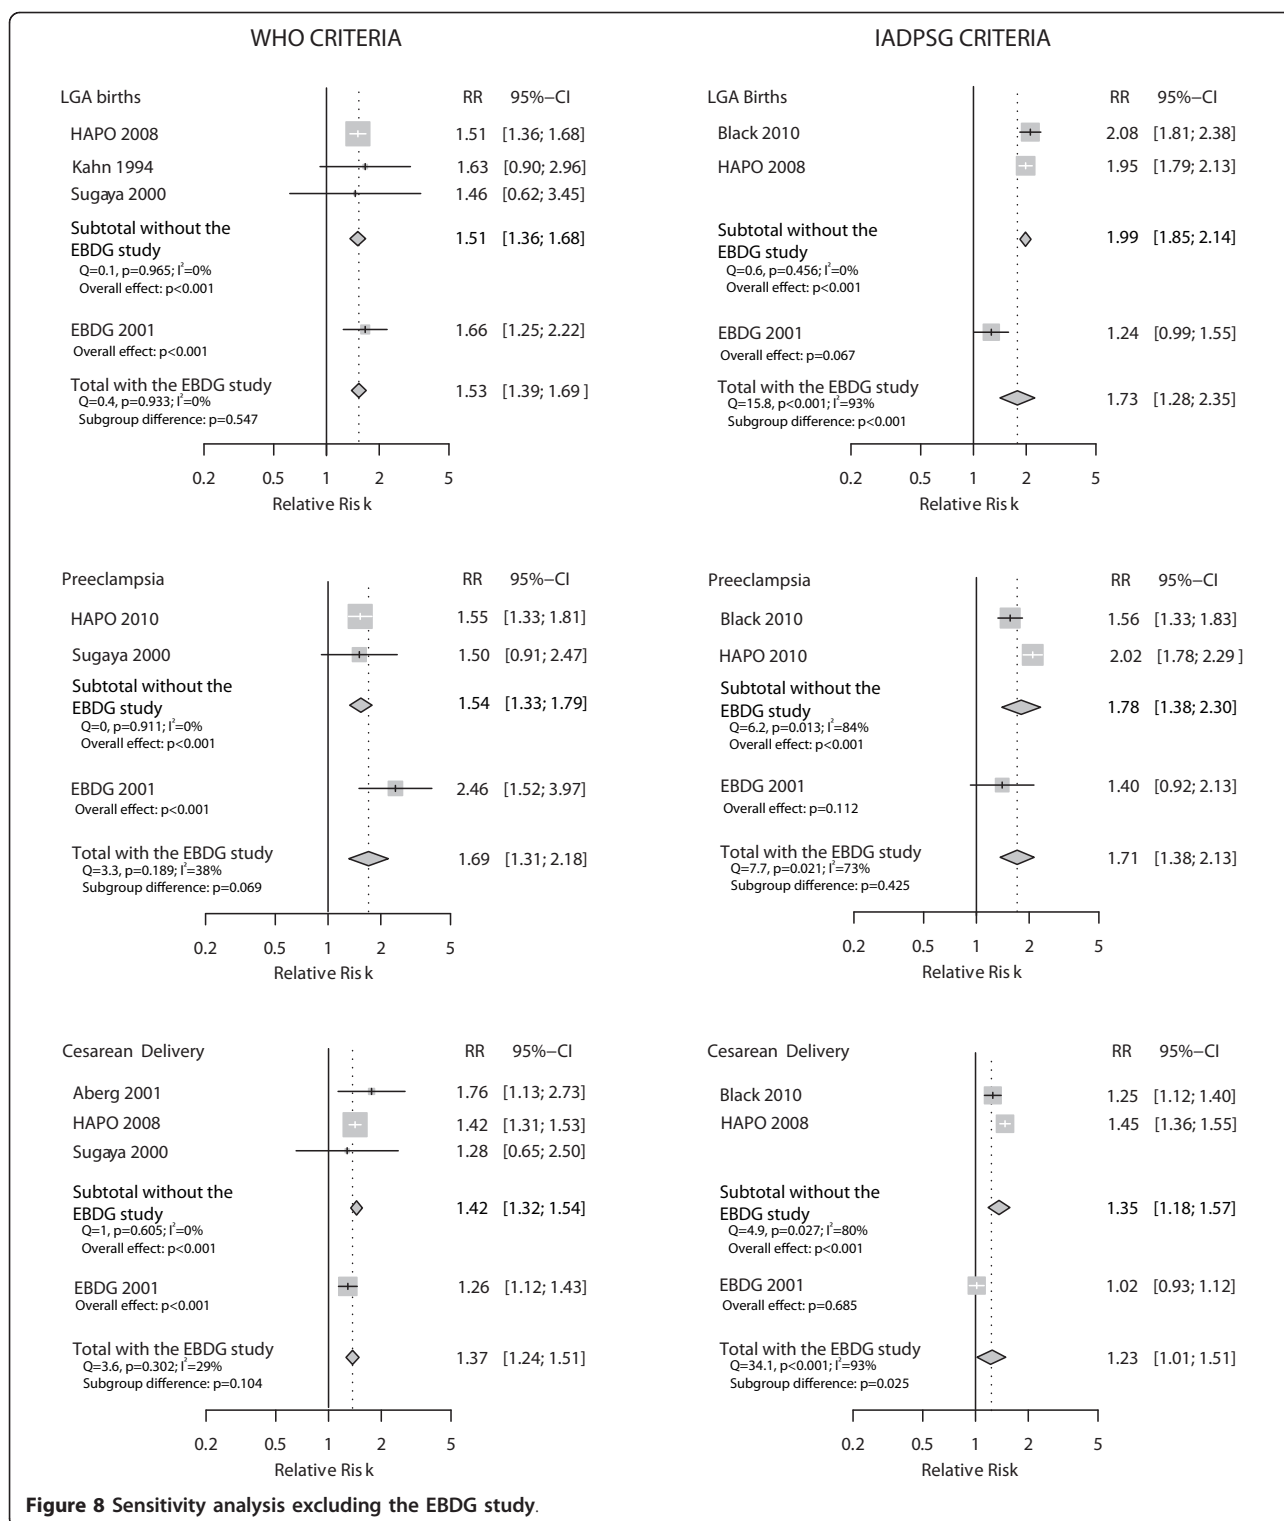 WHO CRITERIA
LGA births RR 95%−CI
HAPO 2008 1.51 [1.36; 1.68]
Kahn 1994 1.63 [0.90; 2.96]
Sugaya 2000 1.46 [0.62; 3.45]
Subtotal without the
EBDG study 1.51 [1.36; 1.68]
Q=0.1, p=0.965; I²=0%
Overall effect: p<0.001
EBDG 2001 1.66 [1.25; 2.22]
Overall effect: p<0.001
Total with the EBDG study 1.53 [1.39; 1.69 ]
Q=0.4, p=0.933; I²=0%
Subgroup difference: p=0.547
0.2 0.5 1 2 5
Relative Risk
Preeclampsia RR 95%−CI
HAPO 2010 1.55 [1.33; 1.81]
Sugaya 2000 1.50 [0.91; 2.47]
Subtotal without the
EBDG study 1.54 [1.33; 1.79]
Q=0, p=0.911; I²=0%
Overall effect: p<0.001
EBDG 2001 2.46 [1.52; 3.97]
Overall effect: p<0.001
Total with the EBDG study 1.69 [1.31; 2.18]
Q=3.3, p=0.189; I²=38%
Subgroup difference: p=0.069
0.2 0.5 1 2 5
Relative Risk
Cesarean Delivery RR 95%−CI
Aberg 2001 1.76 [1.13; 2.73]
HAPO 2008 1.42 [1.31; 1.53]
Sugaya 2000 1.28 [0.65; 2.50]
Subtotal without the
EBDG study 1.42 [1.32; 1.54]
Q=1, p=0.605; I²=0%
Overall effect: p<0.001
EBDG 2001 1.26 [1.12; 1.43]
Overall effect: p<0.001
Total with the EBDG study 1.37 [1.24; 1.51]
Q=3.6, p=0.302; I²=29%
Subgroup difference: p=0.104
0.2 0.5 1 2 5
Relative Risk
IADPSG CRITERIA
LGA Births RR 95%−CI
Black 2010 2.08 [1.81; 2.38]
HAPO 2008 1.95 [1.79; 2.13]
Subtotal without the
EBDG study 1.99 [1.85; 2.14]
Q=0.6, p=0.456; I²=0%
Overall effect: p<0.001
EBDG 2001 1.24 [0.99; 1.55]
Overall effect: p=0.067
Total with the EBDG study 1.73 [1.28; 2.35]
Q=15.8, p<0.001; I²=93%
Subgroup difference: p<0.001
0.2 0.5 1 2 5
Relative Risk
Preeclampsia RR 95%−CI
Black 2010 1.56 [1.33; 1.83]
HAPO 2010 2.02 [1.78; 2.29 ]
Subtotal without the
EBDG study 1.78 [1.38; 2.30]
Q=6.2, p=0.013; I²=84%
Overall effect: p<0.001
EBDG 2001 1.40 [0.92; 2.13]
Overall effect: p=0.112
Total with the EBDG study 1.71 [1.38; 2.13]
Q=7.7, p=0.021; I²=73%
Subgroup difference: p=0.425
0.2 0.5 1 2 5
Relative Risk
Cesarean Delivery RR 95%−CI
Black 2010 1.25 [1.12; 1.40]
HAPO 2008 1.45 [1.36; 1.55]
Subtotal without the
EBDG study 1.35 [1.18; 1.57]
Q=4.9, p=0.027; I²=80%
Overall effect: p<0.001
EBDG 2001 1.02 [0.93; 1.12]
Overall effect: p=0.685
Total with the EBDG study 1.23 [1.01; 1.51]
Q=34.1, p<0.001; I²=93%
Subgroup difference: p=0.025
0.2 0.5 1 2 5
Relative Risk
Figure 8 Sensitivity analysis excluding the EBDG study.